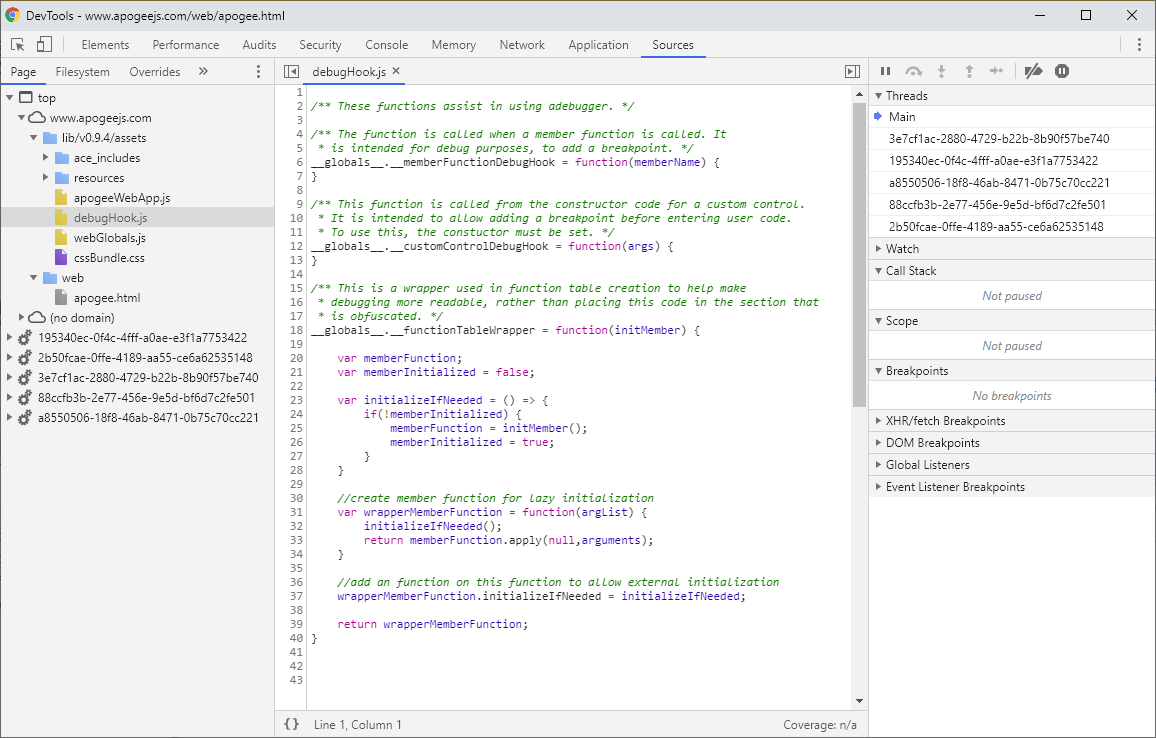 DevTools - www.apogeejs.com/web/apogee.html
Elements Performance Audits Security Console Memory Network Application Sources
Page Filesystem Overrides »
top
www.apogeejs.com
lib/v0.9.4/assets
ace_includes
resources
apogeeWebApp.js
debugHook.js
webGlobals.js
cssBundle.css
web
apogee.html
(no domain)
195340ec-0f4c-4fff-a0ae-e3f1a7753422
2b50fcae-0ffe-4189-aa55-ce6a62535148
3e7cf1ac-2880-4729-b22b-8b90f57be740
88ccfb3b-2e77-456e-9e5d-bf6d7c2fe501
a8550506-18f8-46ab-8471-0b75c70cc221
debugHook.js ×
1
2 /** These functions assist in using adebugger. */
3
4 /** The function is called when a member function is called. It
5  * is intended for debug purposes, to add a breakpoint. */
6 __globals__.__memberFunctionDebugHook = function(memberName) {
7 }
8
9 /** This function is called from the constructor code for a custom control.
10  * It is intended to allow adding a breakpoint before entering user code.
11  * To use this, the constuctor must be set. */
12 __globals__.__customControlDebugHook = function(args) {
13 }
14
15 /** This is a wrapper used in function table creation to help make
16  * debugging more readable, rather than placing this code in the section that
17  * is obfuscated. */
18 __globals__.__functionTableWrapper = function(initMember) {
19
20     var memberFunction;
21     var memberInitialized = false;
22
23     var initializeIfNeeded = () => {
24         if(!memberInitialized) {
25             memberFunction = initMember();
26             memberInitialized = true;
27         }
28     }
29
30     //create member function for lazy initialization
31     var wrapperMemberFunction = function(argList) {
32         initializeIfNeeded();
33         return memberFunction.apply(null,arguments);
34     }
35
36     //add an function on this function to allow external initialization
37     wrapperMemberFunction.initializeIfNeeded = initializeIfNeeded;
38
39     return wrapperMemberFunction;
40 }
41
42
43
{} Line 1, Column 1 Coverage: n/a
Threads
Main
3e7cf1ac-2880-4729-b22b-8b90f57be740
195340ec-0f4c-4fff-a0ae-e3f1a7753422
a8550506-18f8-46ab-8471-0b75c70cc221
88ccfb3b-2e77-456e-9e5d-bf6d7c2fe501
2b50fcae-0ffe-4189-aa55-ce6a62535148
Watch
Call Stack
Not paused
Scope
Not paused
Breakpoints
No breakpoints
XHR/fetch Breakpoints
DOM Breakpoints
Global Listeners
Event Listener Breakpoints